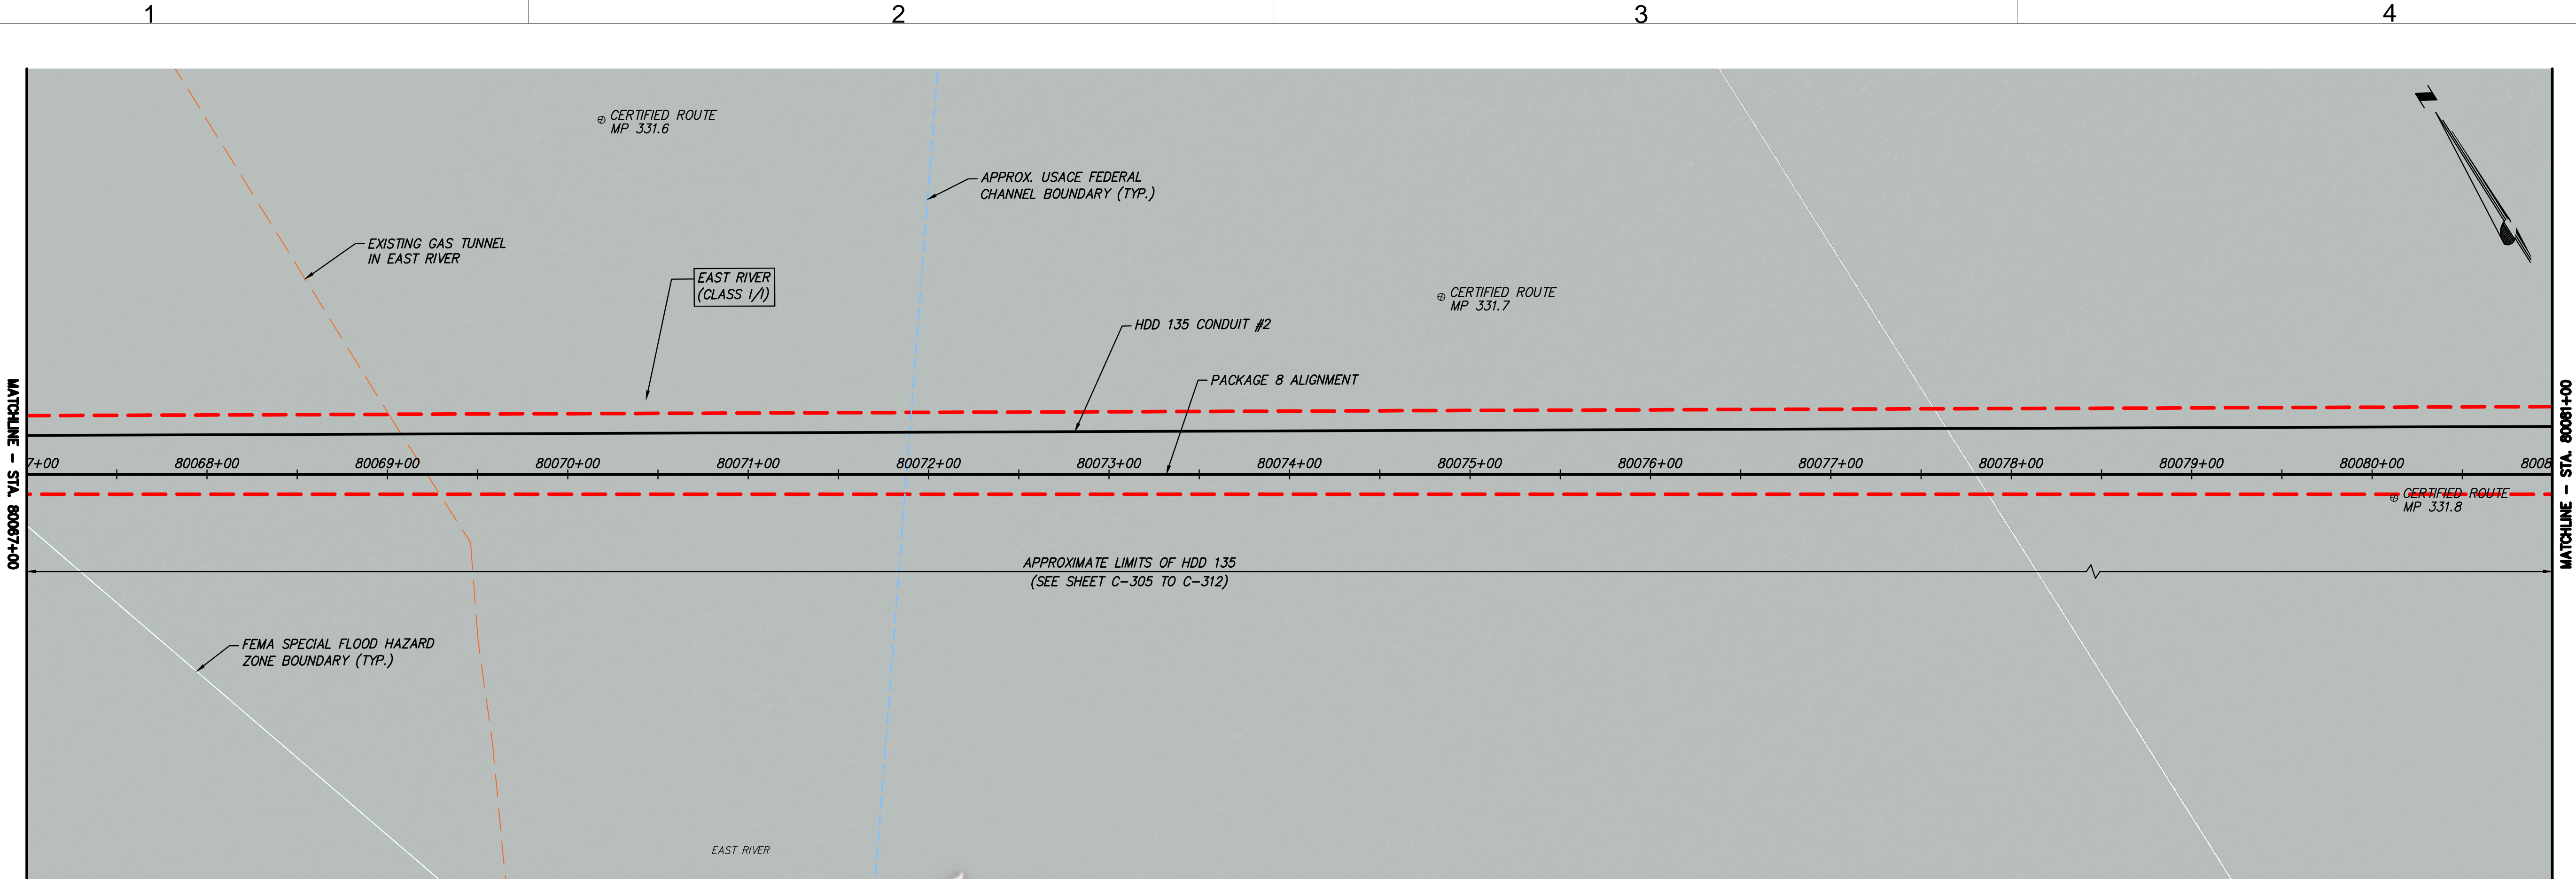 1
2
3
4
CERTIFIED ROUTE
MP 331.6
APPROX. USACE FEDERAL
CHANNEL BOUNDARY (TYP.)
EXISTING GAS TUNNEL
IN EAST RIVER
EAST RIVER
(CLASS I/I)
CERTIFIED ROUTE
MP 331.7
HDD 135 CONDUIT #2
PACKAGE 8 ALIGNMENT
MATCHLINE - STA. 80067+00
MATCHLINE - STA. 80081+00
7+00
80068+00
80069+00
80070+00
80071+00
80072+00
80073+00
80074+00
80075+00
80076+00
80077+00
80078+00
80079+00
80080+00
8008
CERTIFIED ROUTE
MP 331.8
APPROXIMATE LIMITS OF HDD 135
(SEE SHEET C-305 TO C-312)
FEMA SPECIAL FLOOD HAZARD
ZONE BOUNDARY (TYP.)
EAST RIVER
N